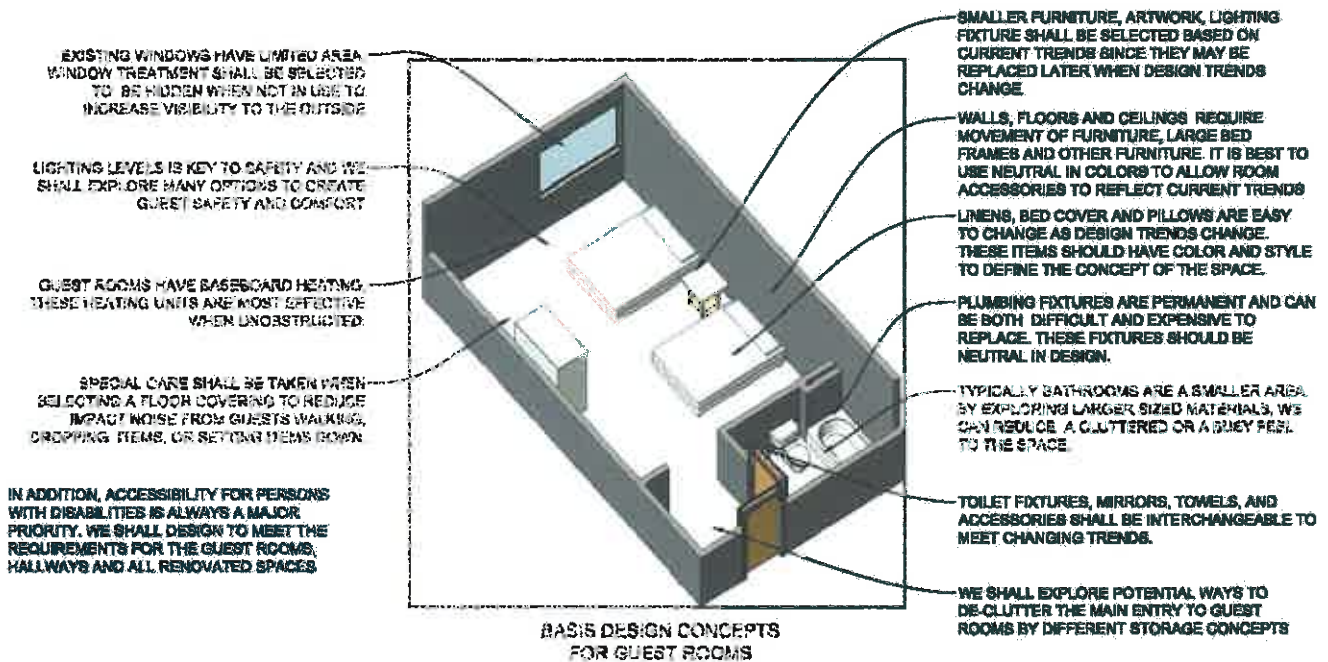 EXISTING WINDOWS HAVE LIMITED AREA
WINDOW TREATMENT SHALL BE SELECTED
TO BE HIDDEN WHEN NOT IN USE TO
INCREASE VISIBILITY TO THE OUTSIDE
LIGHTING LEVELS IS KEY TO SAFETY AND WE
SHALL EXPLORE MANY OPTIONS TO CREATE
GUEST SAFETY AND COMFORT
GUEST ROOMS HAVE BASEBOARD HEATING.
THESE HEATING UNITS ARE MOST EFFECTIVE
WHEN UNOBSTRUCTED.
SPECIAL CARE SHALL BE TAKEN WHEN
SELECTING A FLOOR COVERING TO REDUCE
IMPACT NOISE FROM GUESTS WALKING,
DROPPING ITEMS, OR SETTING ITEMS DOWN.
IN ADDITION, ACCESSIBILITY FOR PERSONS
WITH DISABILITIES IS ALWAYS A MAJOR
PRIORITY. WE SHALL DESIGN TO MEET THE
REQUIREMENTS FOR THE GUEST ROOMS,
HALLWAYS AND ALL RENOVATED SPACES.
SMALLER FURNITURE, ARTWORK, LIGHTING
FIXTURE SHALL BE SELECTED BASED ON
CURRENT TRENDS SINCE THEY MAY BE
REPLACED LATER WHEN DESIGN TRENDS
CHANGE.
WALLS, FLOORS AND CEILINGS REQUIRE
MOVEMENT OF FURNITURE, LARGE BED
FRAMES AND OTHER FURNITURE. IT IS BEST TO
USE NEUTRAL IN COLORS TO ALLOW ROOM
ACCESSORIES TO REFLECT CURRENT TRENDS
LINENS, BED COVER AND PILLOWS ARE EASY
TO CHANGE AS DESIGN TRENDS CHANGE.
THESE ITEMS SHOULD HAVE COLOR AND STYLE
TO DEFINE THE CONCEPT OF THE SPACE.
PLUMBING FIXTURES ARE PERMANENT AND CAN
BE BOTH DIFFICULT AND EXPENSIVE TO
REPLACE. THESE FIXTURES SHOULD BE
NEUTRAL IN DESIGN.
TYPICALLY BATHROOMS ARE A SMALLER AREA.
BY EXPLORING LARGER SIZED MATERIALS, WE
CAN REDUCE A CLUTTERED OR A BUSY FEEL
TO THE SPACE.
TOILET FIXTURES, MIRRORS, TOWELS, AND
ACCESSORIES SHALL BE INTERCHANGEABLE TO
MEET CHANGING TRENDS.
WE SHALL EXPLORE POTENTIAL WAYS TO
DE-CLUTTER THE MAIN ENTRY TO GUEST
ROOMS BY DIFFERENT STORAGE CONCEPTS
BASIS DESIGN CONCEPTS
FOR GUEST ROOMS